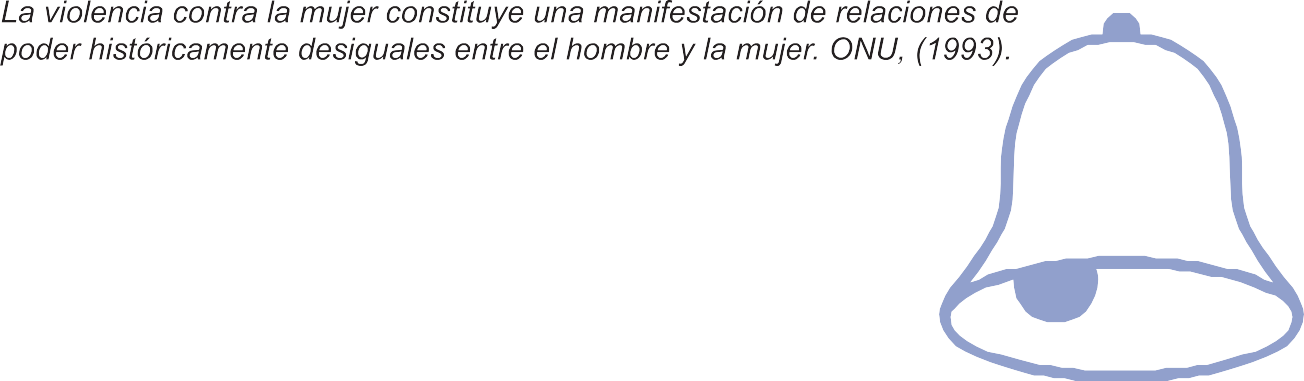 La violencia contra la mujer constituye una manifestación de relaciones de
poder históricamente desiguales entre el hombre y la mujer. ONU, (1993).